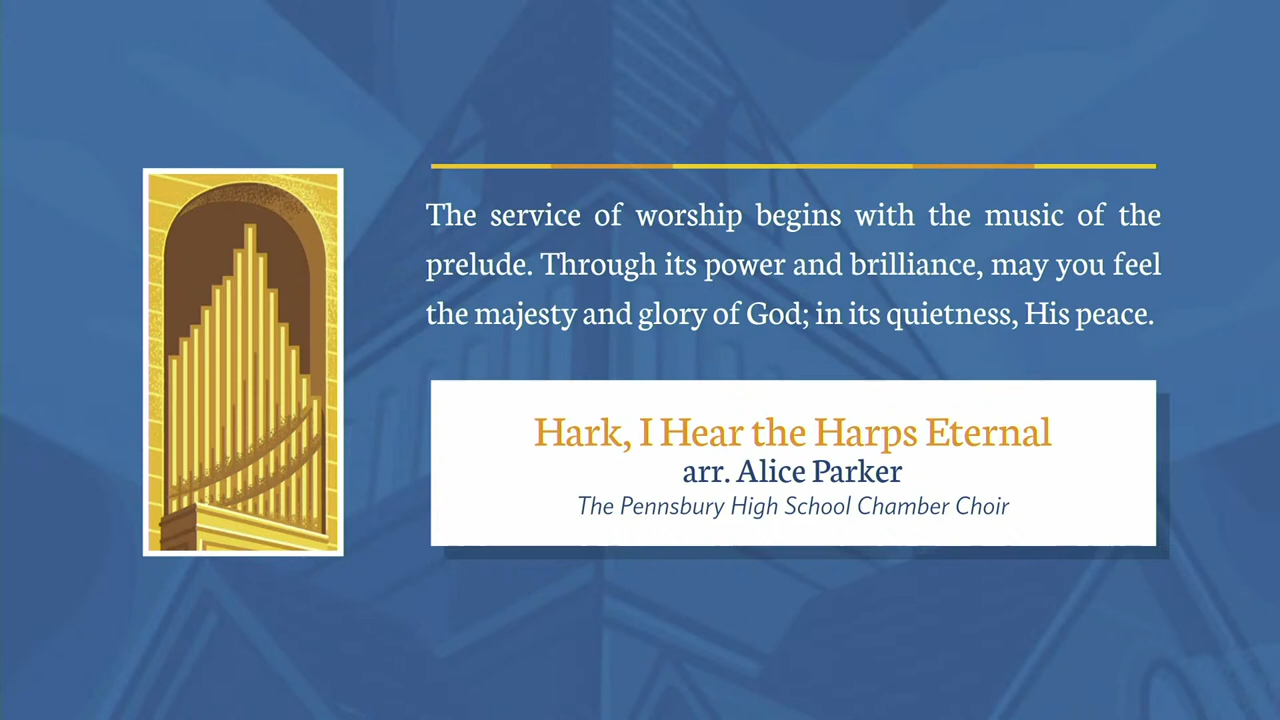 The service of worship begins with the music of the
prelude. Through its power and brilliance, may you feel
the majesty and glory of God; in its quietness, His peace.
Hark, I Hear the Harps Eternal
arr. Alice Parker
The Pennsbury High School Chamber Choir